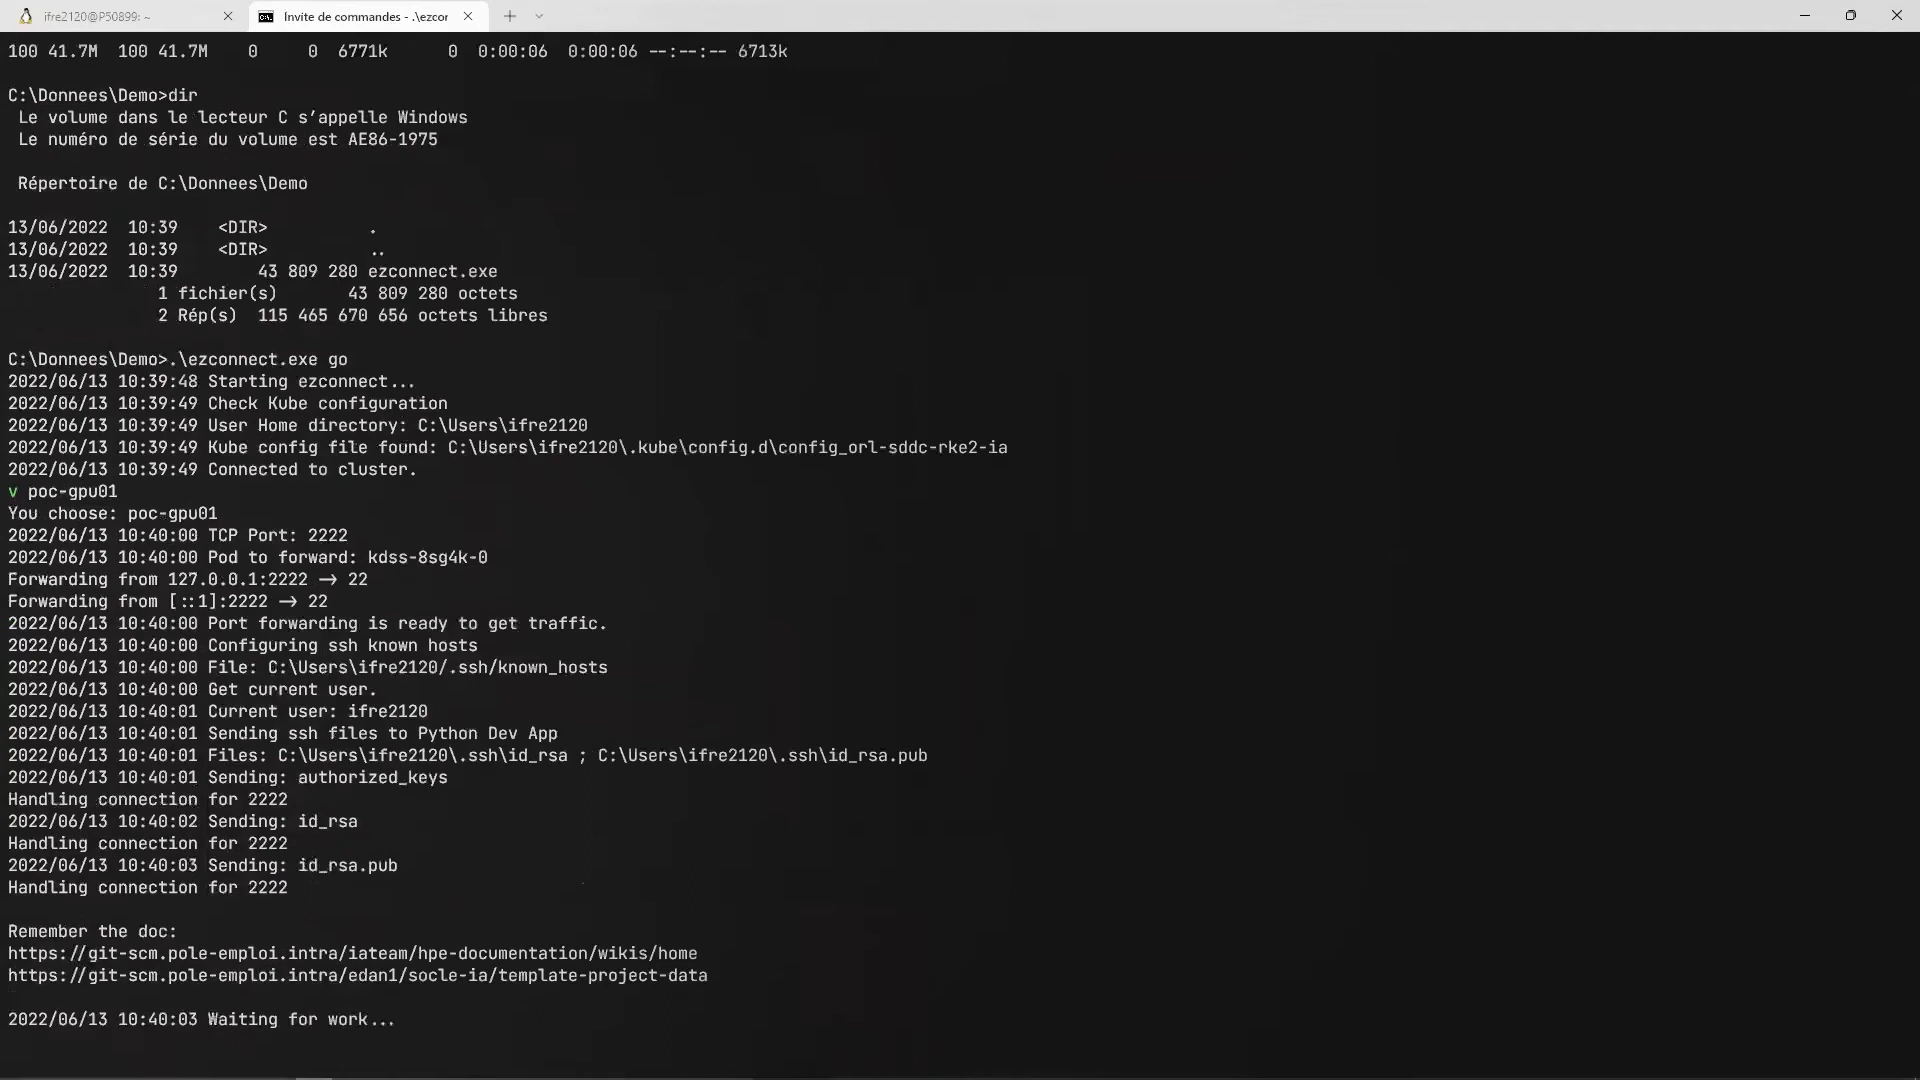 ifre2120@P50899: ~
Invite de commandes - .\ezcor
100 41.7M  100 41.7M    0     0  6771k      0  0:00:06  0:00:06 --:--:-- 6713k
C:\Donnees\Demo>dir
Le volume dans le lecteur C s’appelle Windows
Le numéro de série du volume est AE86-1975
Répertoire de C:\Donnees\Demo
13/06/2022  10:39    <DIR>          .
13/06/2022  10:39    <DIR>          ..
13/06/2022  10:39        43 809 280 ezconnect.exe
1 fichier(s)       43 809 280 octets
2 Rép(s)  115 465 670 656 octets libres
C:\Donnees\Demo>.\ezconnect.exe go
2022/06/13 10:39:48 Starting ezconnect...
2022/06/13 10:39:49 Check Kube configuration
2022/06/13 10:39:49 User Home directory: C:\Users\ifre2120
2022/06/13 10:39:49 Kube config file found: C:\Users\ifre2120\.kube\config.d\config_orl-sddc-rke2-ia
2022/06/13 10:39:49 Connected to cluster.
v poc-gpu01
You choose: poc-gpu01
2022/06/13 10:40:00 TCP Port: 2222
2022/06/13 10:40:00 Pod to forward: kdss-8sg4k-0
Forwarding from 127.0.0.1:2222 -> 22
Forwarding from [::1]:2222 -> 22
2022/06/13 10:40:00 Port forwarding is ready to get traffic.
2022/06/13 10:40:00 Configuring ssh known hosts
2022/06/13 10:40:00 File: C:\Users\ifre2120/.ssh/known_hosts
2022/06/13 10:40:00 Get current user.
2022/06/13 10:40:01 Current user: ifre2120
2022/06/13 10:40:01 Sending ssh files to Python Dev App
2022/06/13 10:40:01 Files: C:\Users\ifre2120\.ssh\id_rsa ; C:\Users\ifre2120\.ssh\id_rsa.pub
2022/06/13 10:40:01 Sending: authorized_keys
Handling connection for 2222
2022/06/13 10:40:02 Sending: id_rsa
Handling connection for 2222
2022/06/13 10:40:03 Sending: id_rsa.pub
Handling connection for 2222
Remember the doc:
https://git-scm.pole-emploi.intra/iateam/hpe-documentation/wikis/home
https://git-scm.pole-emploi.intra/edan1/socle-ia/template-project-data
2022/06/13 10:40:03 Waiting for work...